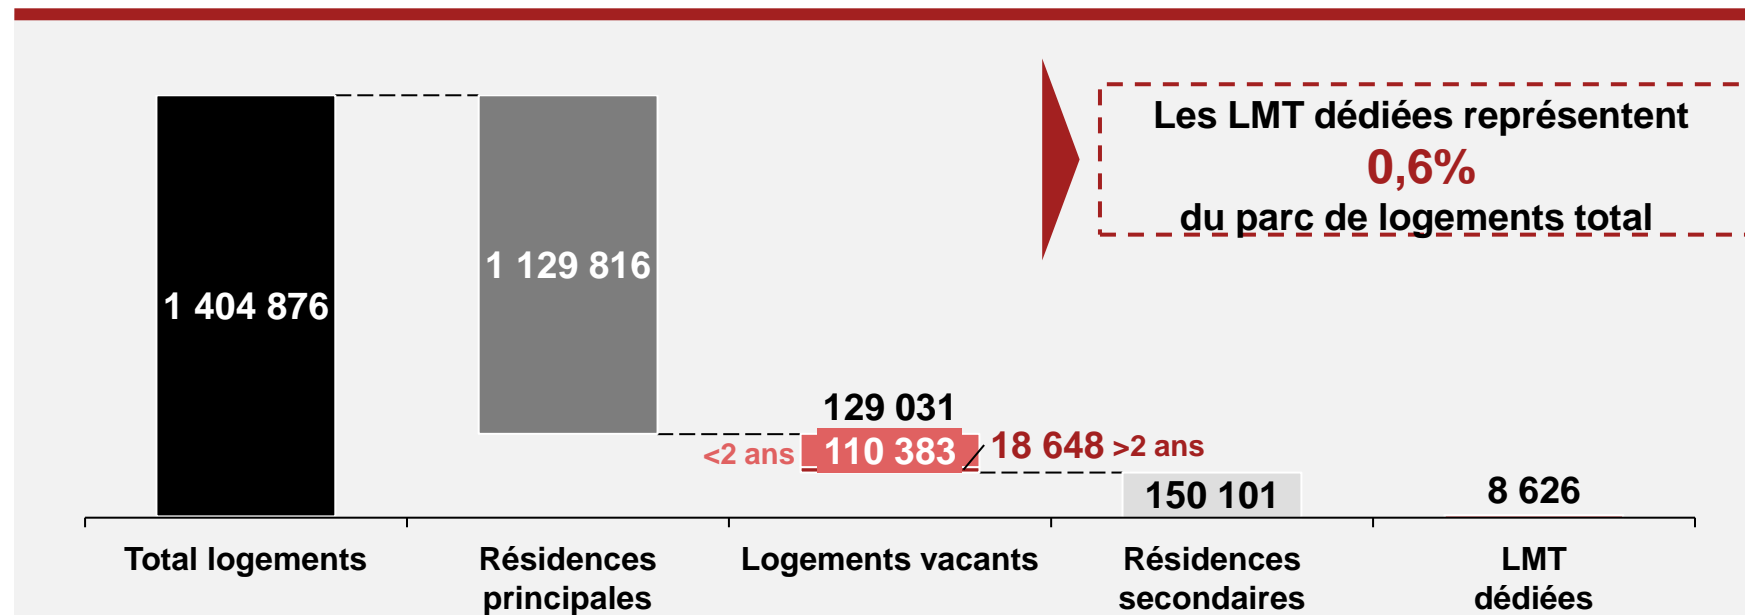 Les LMT dédiées représentent
0,6%
du parc de logements total
1 404 876
1 129 816
129 031
<2 ans
110 383
18 648 >2 ans
150 101
8 626
Total logements
Résidences
principales
Logements vacants
Résidences
secondaires
LMT
dédiées